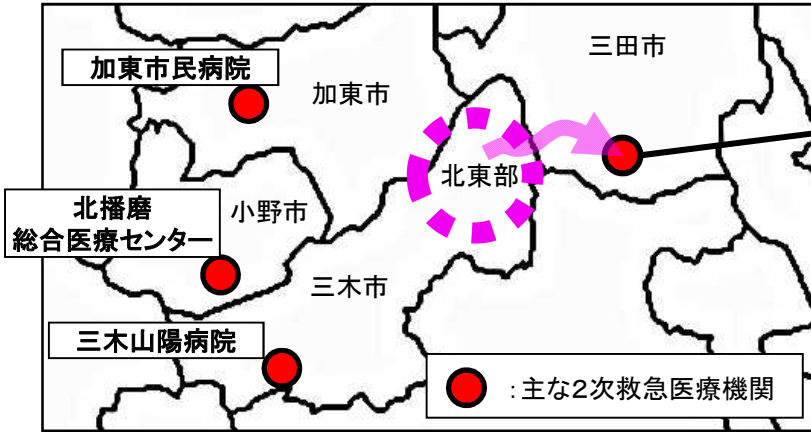 三田市
加東市民病院
加東市
北東部
北播磨
総合医療センター
小野市
三木市
三木山陽病院
:主な2次救急医療機関